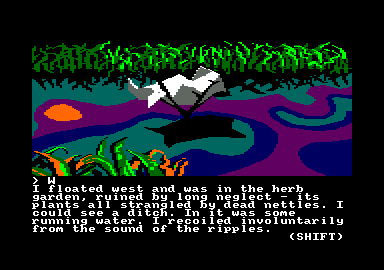 > W
I floated west and was in the herb
garden, ruined by long neglect - its
plants all strangled by dead nettles. I
could see a ditch. In it was some
running water. I recoiled involuntarily
from the sound of the ripples.
(SHIFT)